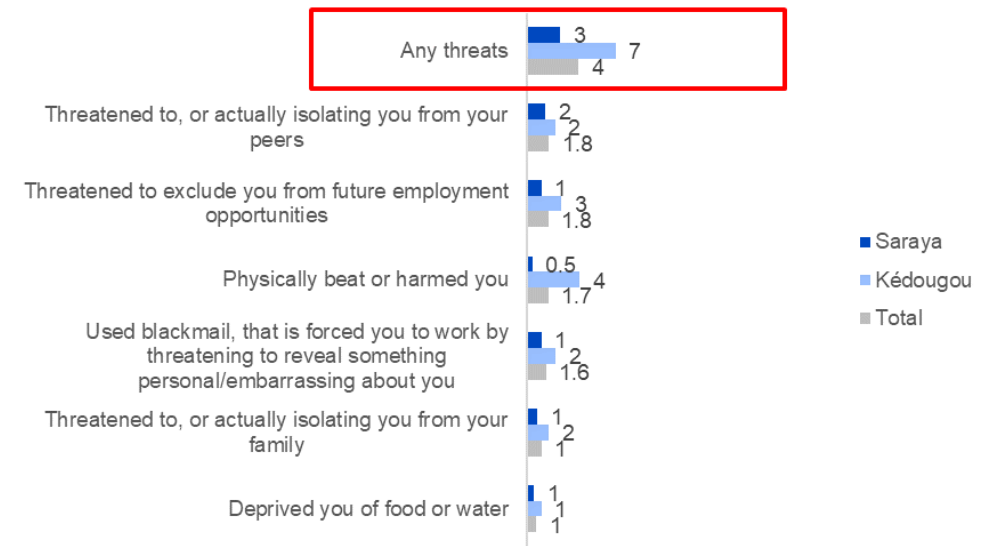 Any threats
3
7
4
Threatened to, or actually isolating you from your
peers
2
2
1.8
Threatened to exclude you from future employment
opportunities
1
3
1.8
Physically beat or harmed you
0.5
4
1.7
Used blackmail, that is forced you to work by
threatening to reveal something
personal/embarrassing about you
1
2
1.6
Threatened to, or actually isolating you from your
family
1
2
1
Deprived you of food or water
1
1
1
Saraya
Kédougou
Total